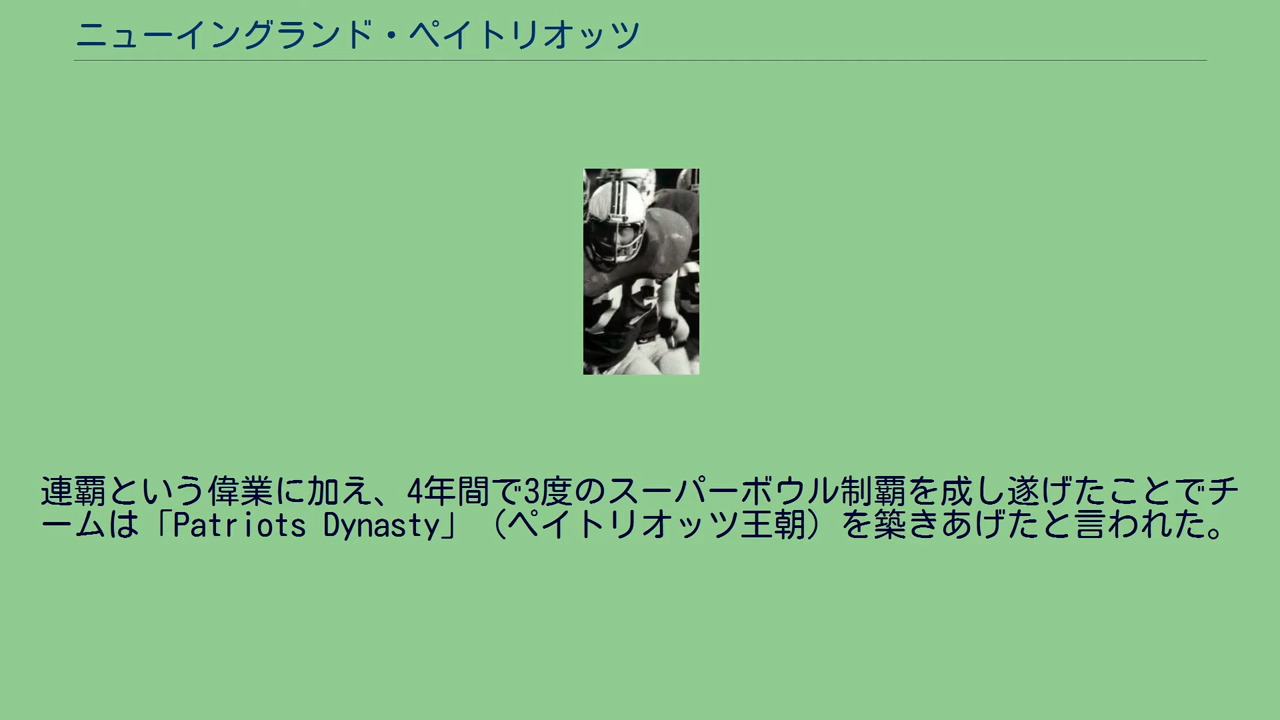 ニューイングランド・ペイトリオッツ
連覇という偉業に加え、4年間で3度のスーパーボウル制覇を成し遂げたことでチ
ームは「Patriots Dynasty」（ペイトリオッツ王朝）を築きあげたと言われた。